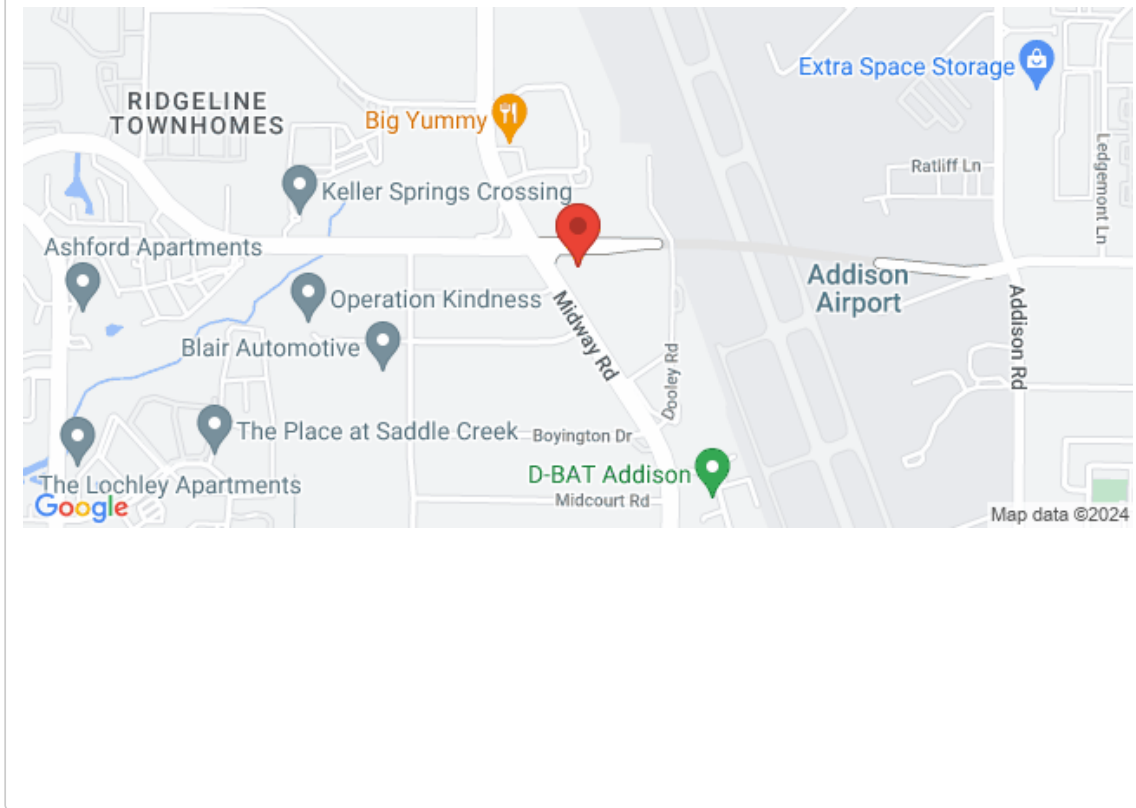 Extra Space Storage
RIDGELINE
TOWNHOMES
Big Yummy
Ledgemont Ln
Ratliff Ln
Keller Springs Crossing
Ashford Apartments
Addison
Airport
Operation Kindness
Midway Rd
Addison Rd
Blair Automotive
Dooley Rd
The Place at Saddle Creek
Boyington Dr
D-BAT Addison
The Lochley Apartments
Midcourt Rd
Google
Map data ©2024